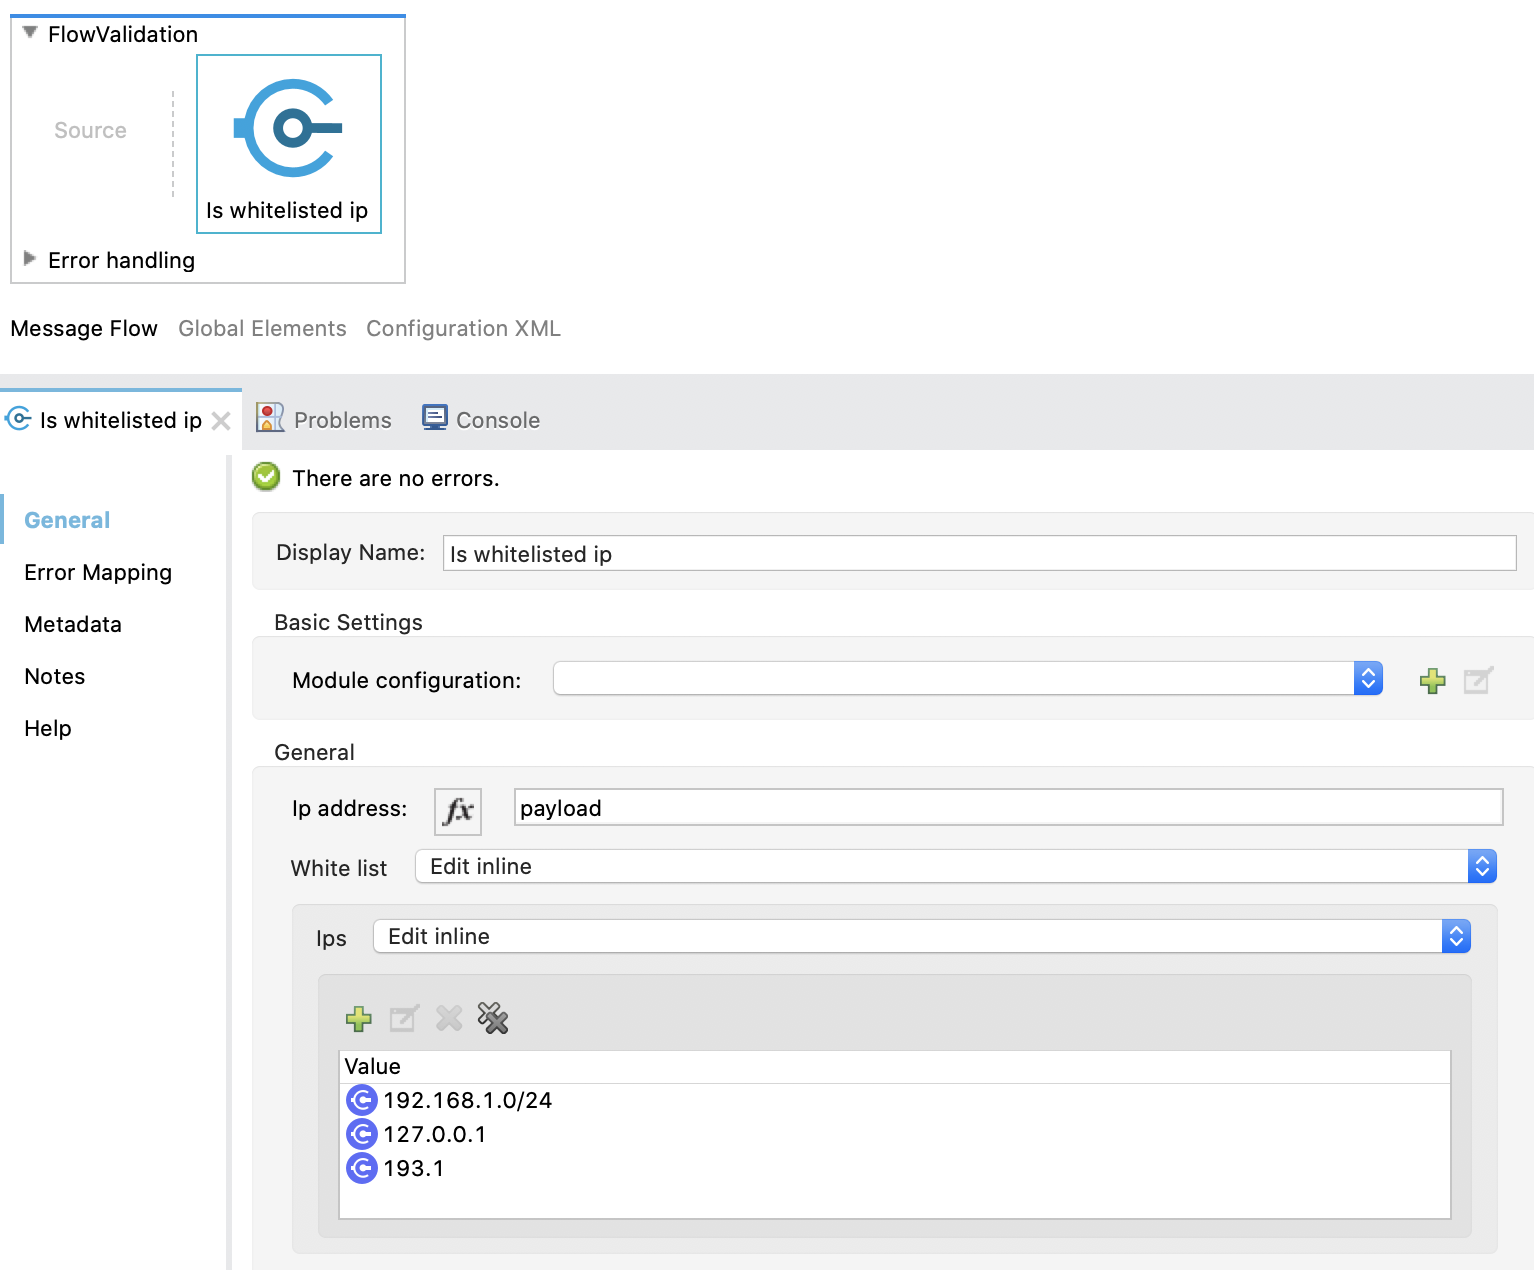 FlowValidation
Source
Is whitelisted ip
Error handling
Message Flow Global Elements Configuration XML
Is whitelisted ip Problems Console
There are no errors.
General
Display Name: Is whitelisted ip
Error Mapping
Metadata
Basic Settings
Notes
Module configuration:
Help
General
Ip address: fx payload
White list Edit inline
Ips Edit inline
Value
192.168.1.0/24
127.0.0.1
193.1